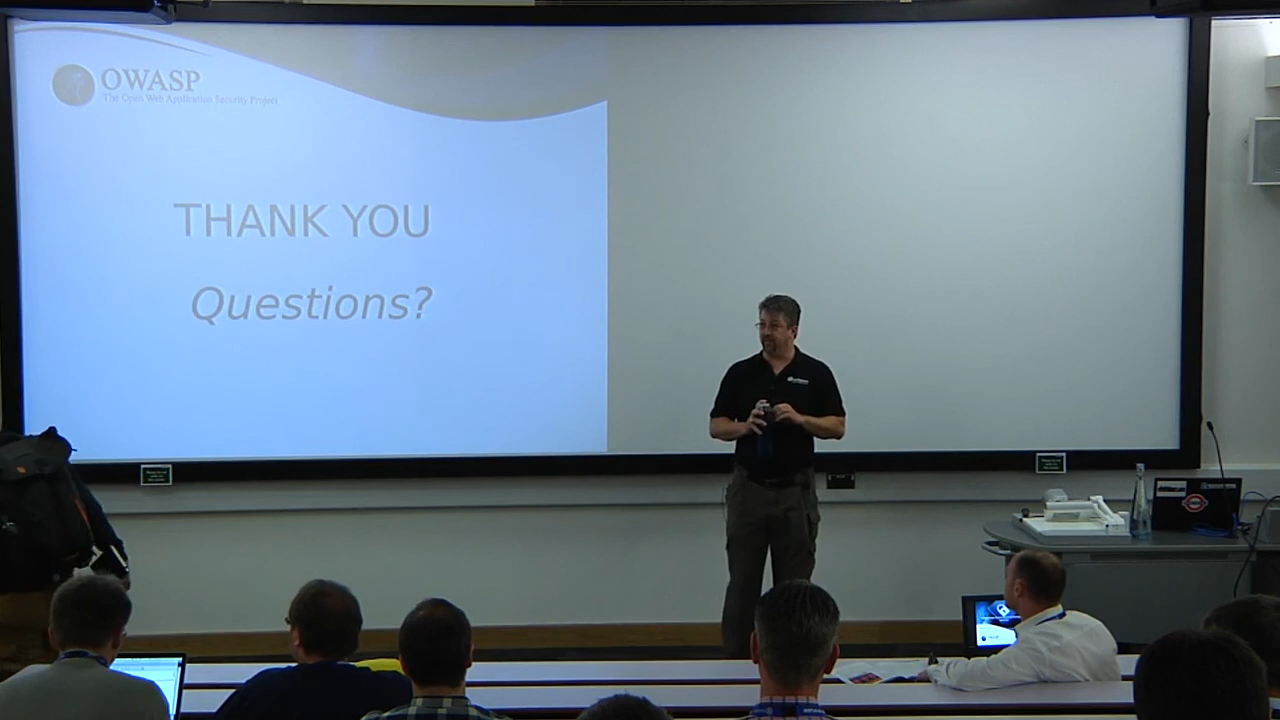 OWASP
The Open Web Application Security Project
THANK YOU
Questions?